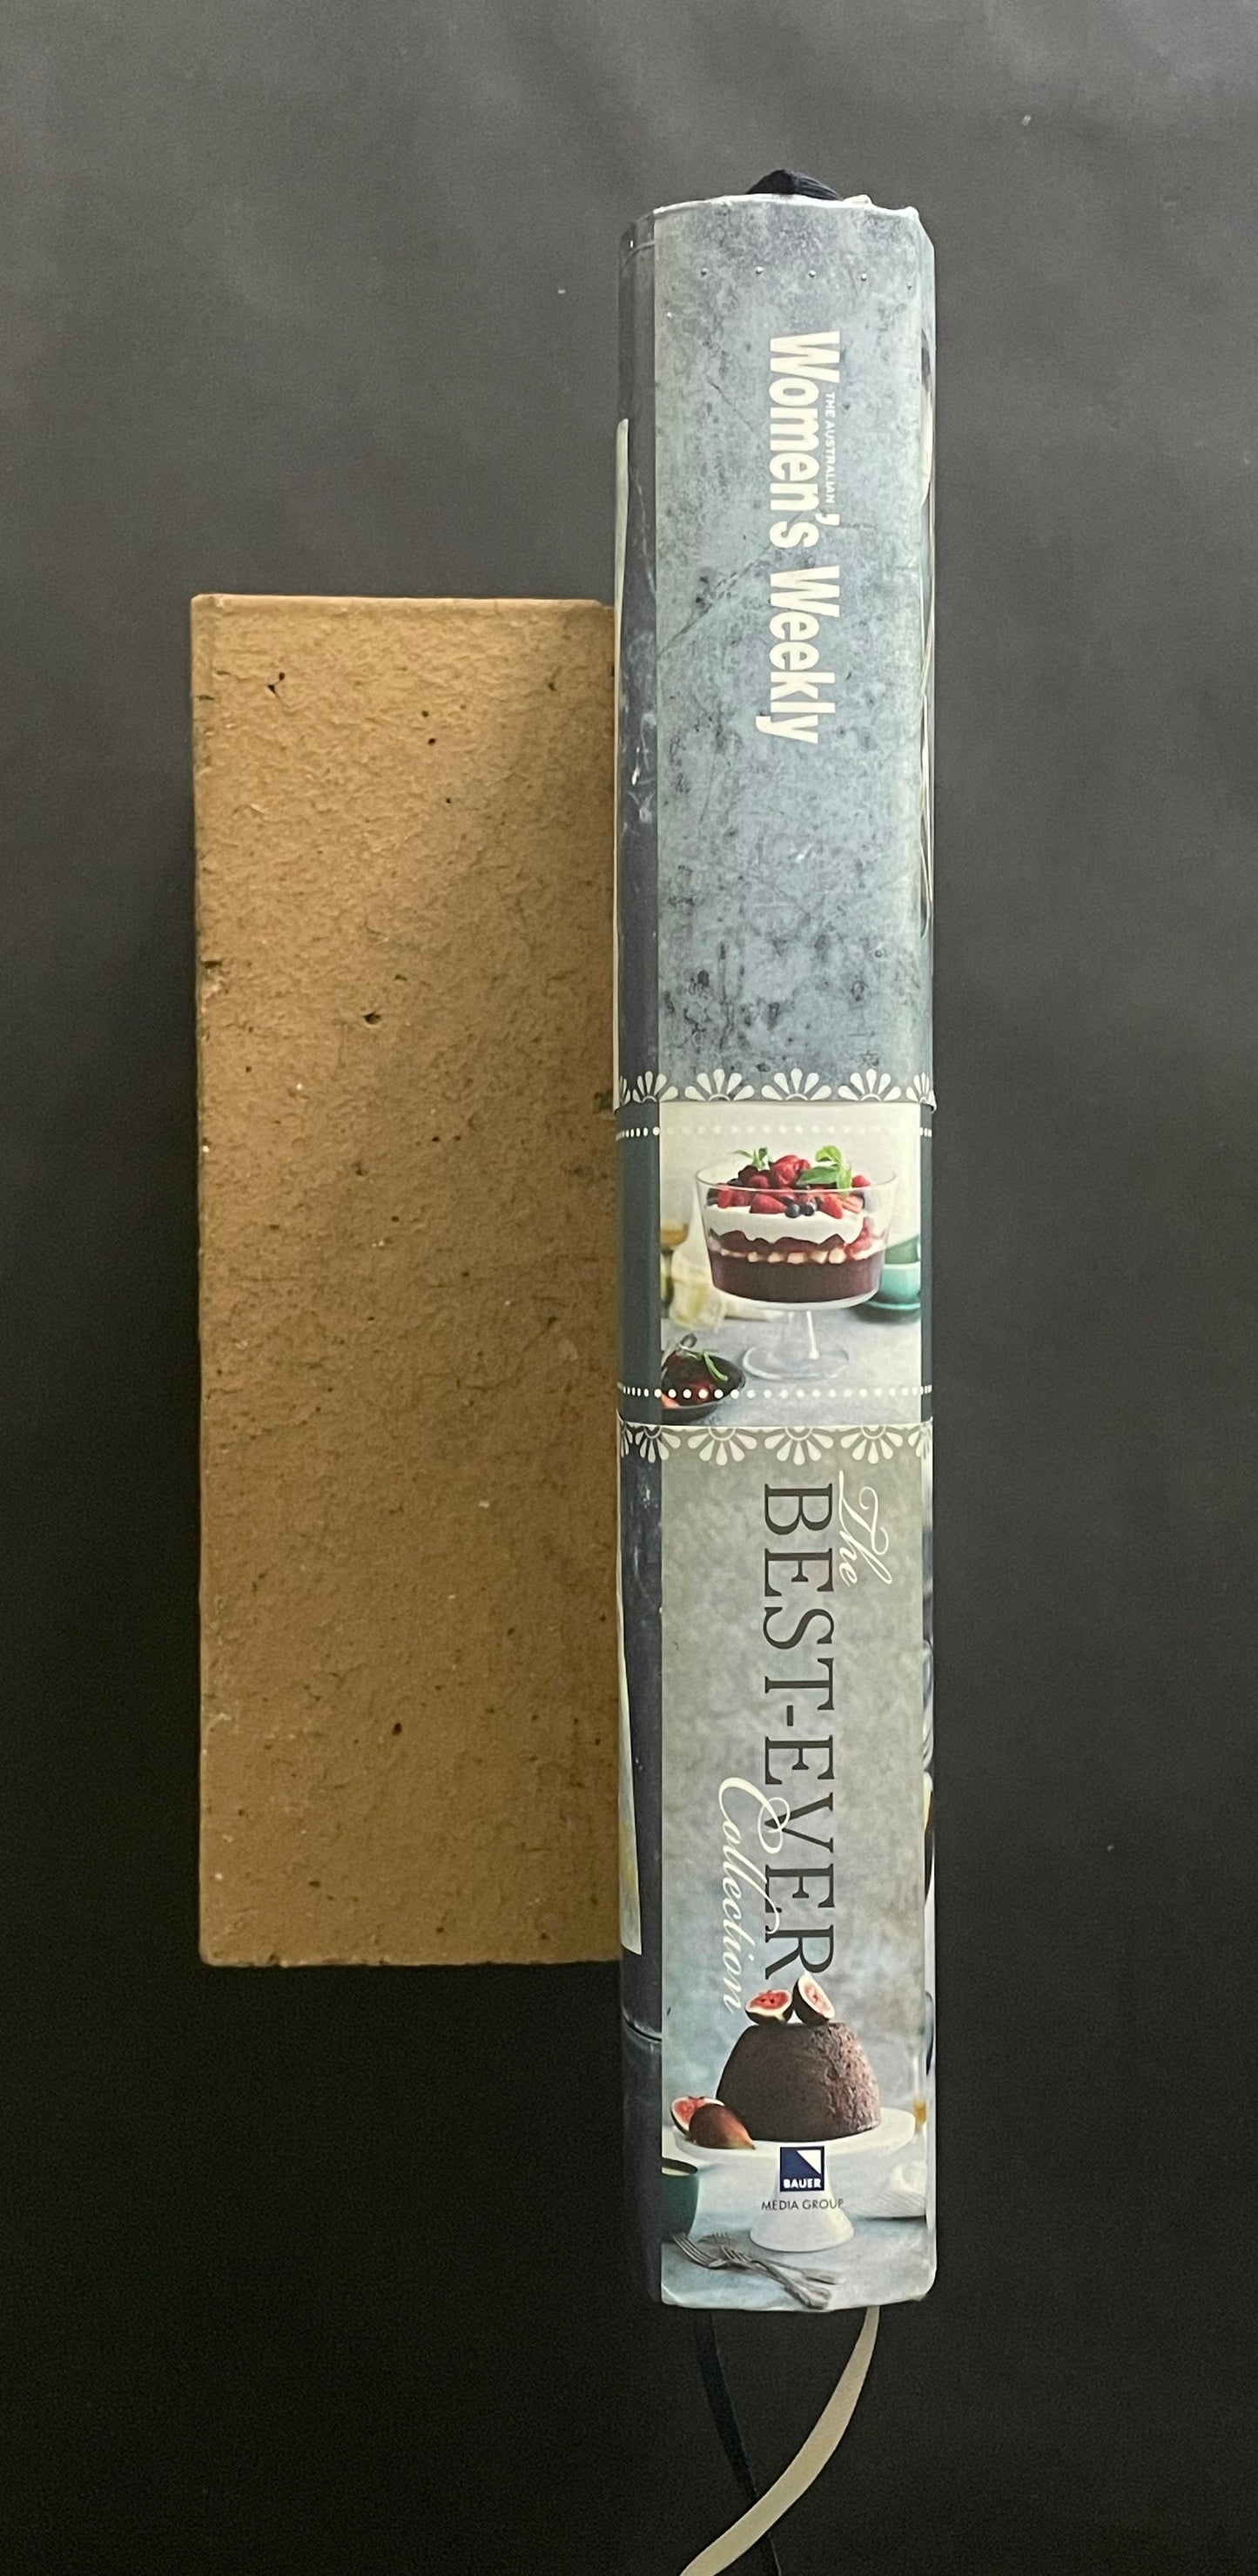 THE AUSTRALIAN
Women's Weekly
The
BEST-EVER
Collection
BAUER
MEDIA GROUP